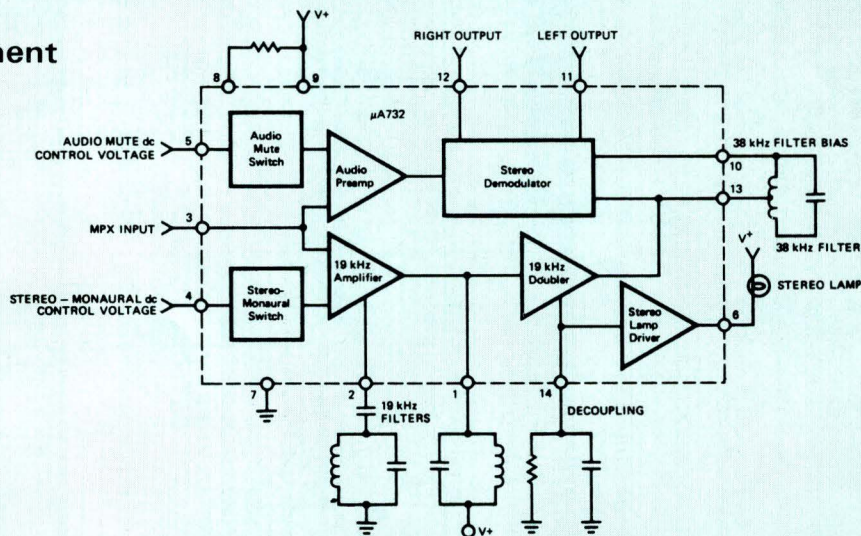 nent
V+
8
9
RIGHT OUTPUT
LEFT OUTPUT
12
11
µA732
AUDIO MUTE dc
CONTROL VOLTAGE
5
Audio
Mute
Switch
Audio
Preamp
Stereo
Demodulator
38 kHz FILTER BIAS
10
13
MPX INPUT
3
38 kHz FILTER
V+
STEREO LAMP
STEREO – MONAURAL dc
CONTROL VOLTAGE
4
Stereo-
Monaural
Switch
19 kHz
Amplifier
19 kHz
Doubler
Stereo
Lamp
Driver
6
7
2
1
14
19 kHz
FILTERS
DECOUPLING
V+